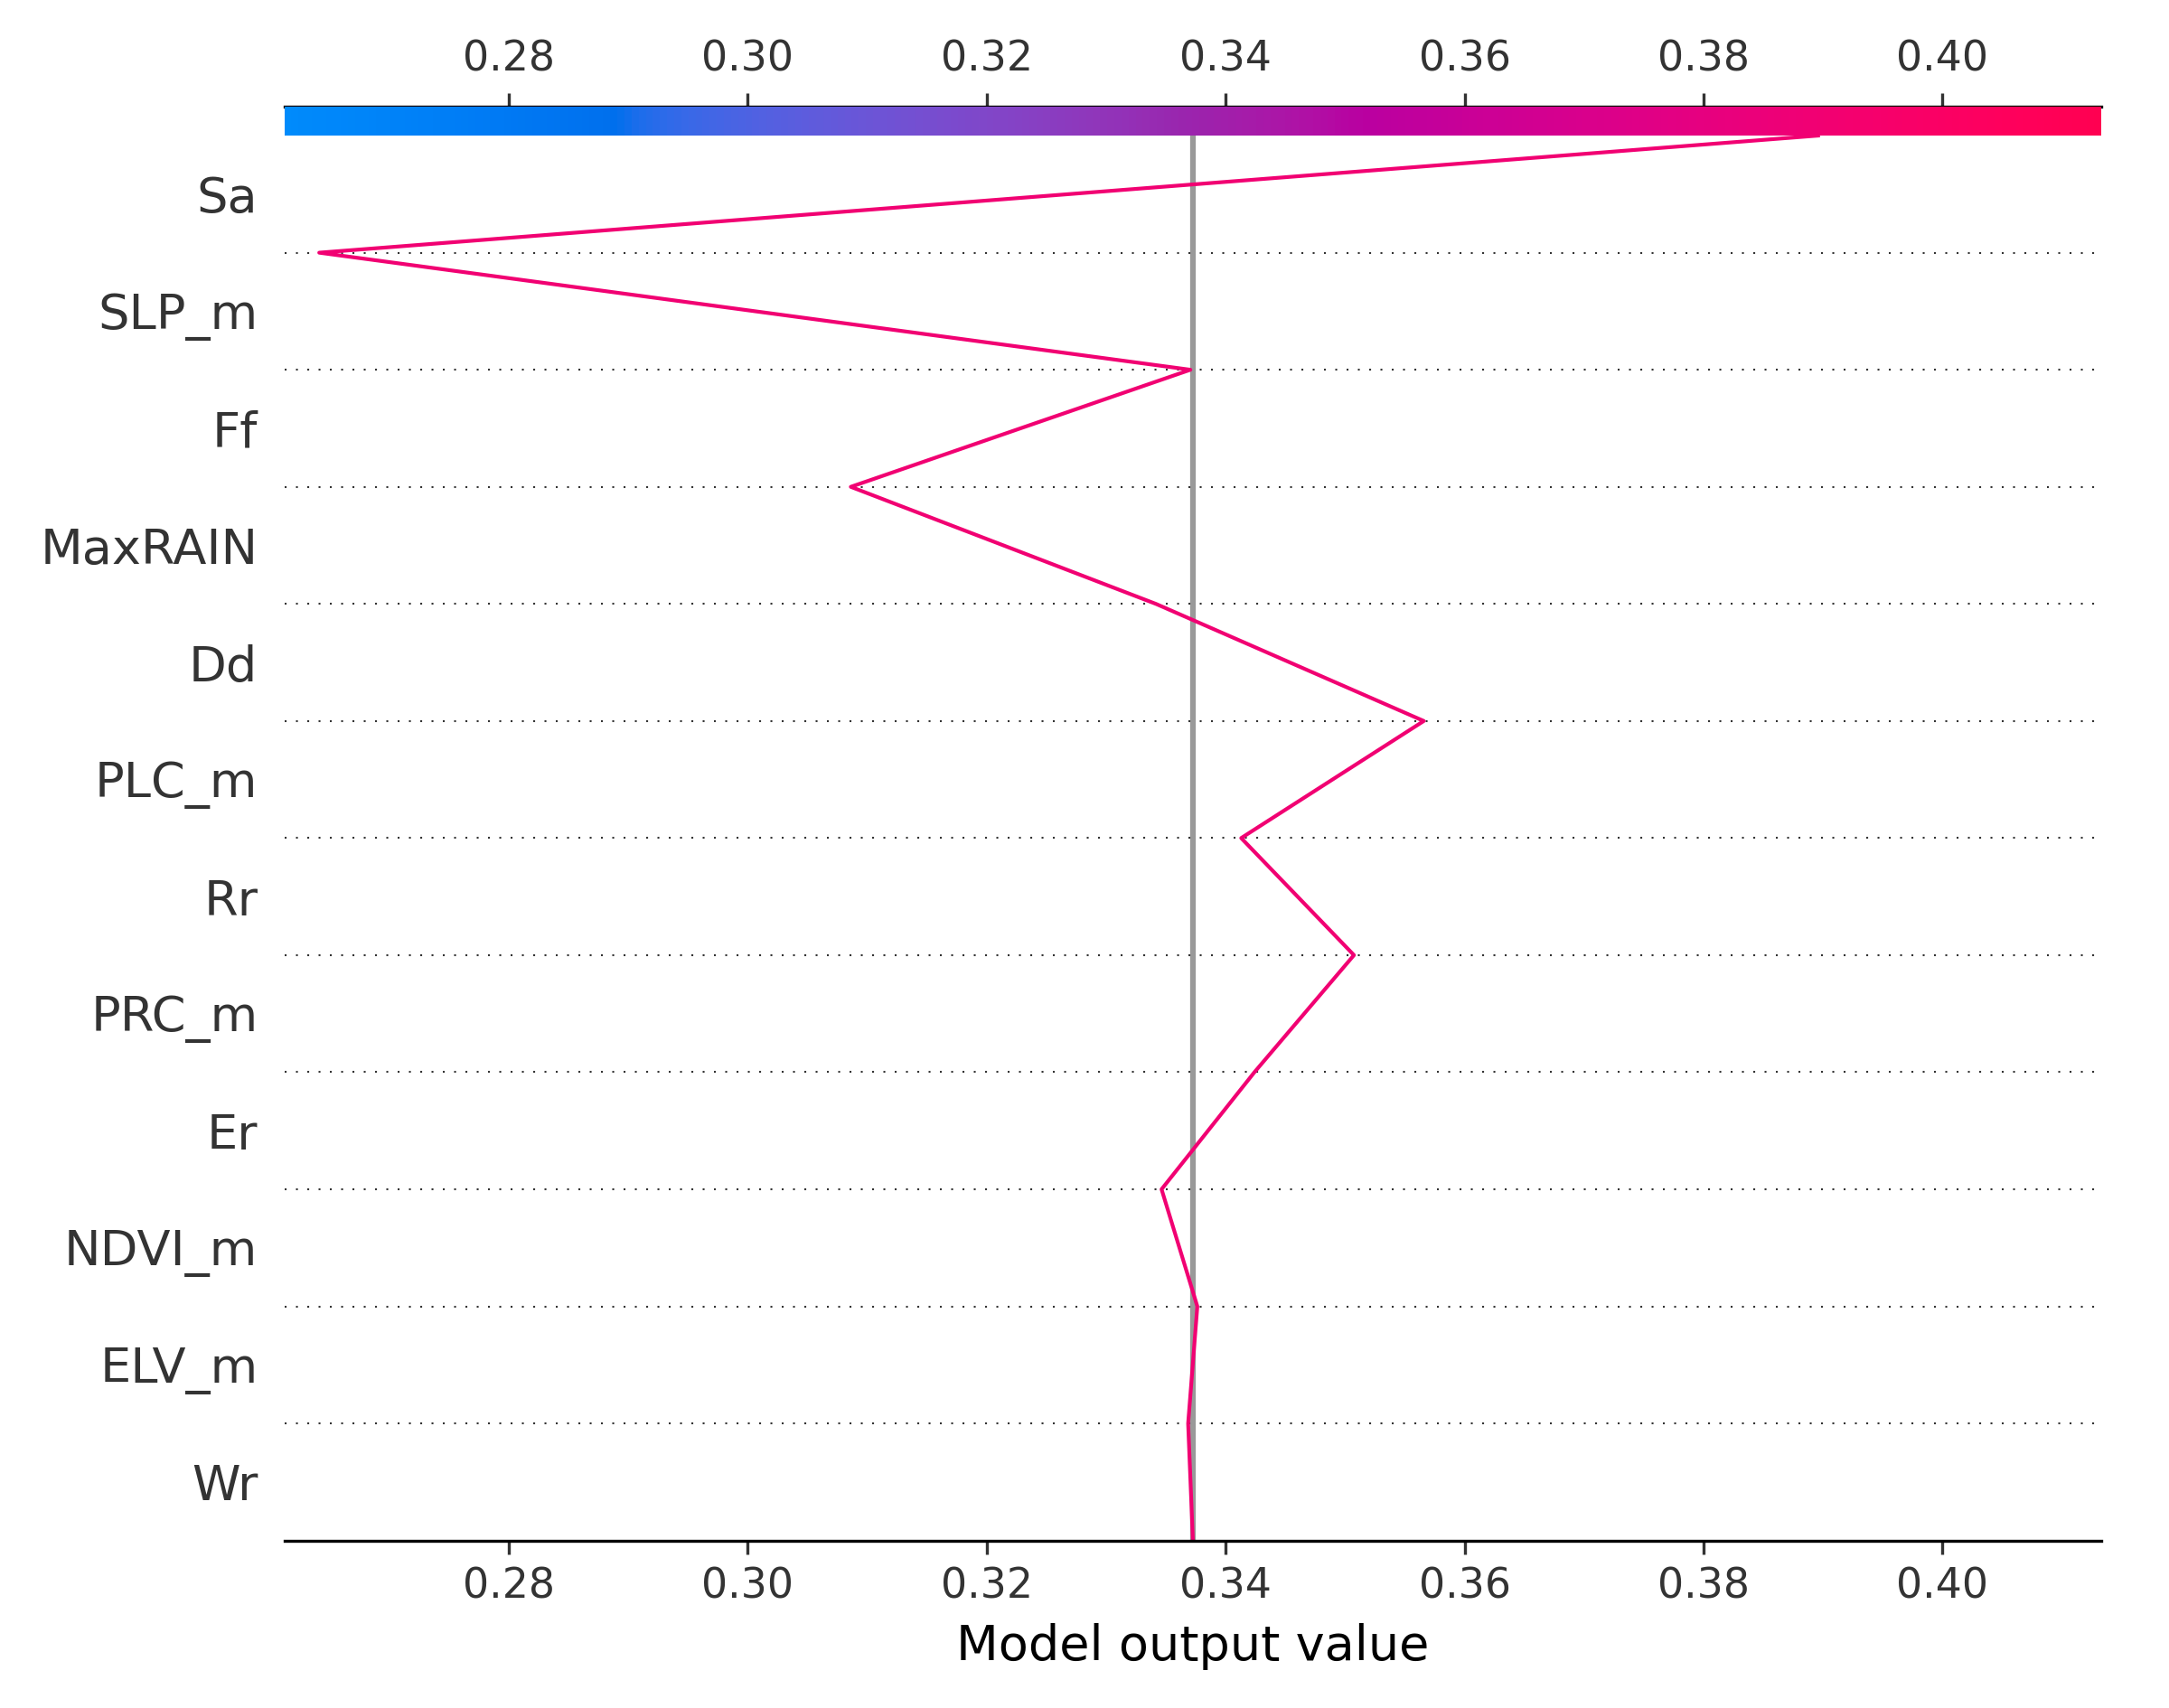 0.28 0.30 0.32 0.34 0.36 0.38 0.40
Sa
SLP_m
Ff
MaxRAIN
Dd
PLC_m
Rr
PRC_m
Er
NDVI_m
ELV_m
Wr
0.28 0.30 0.32 0.34 0.36 0.38 0.40
Model output value